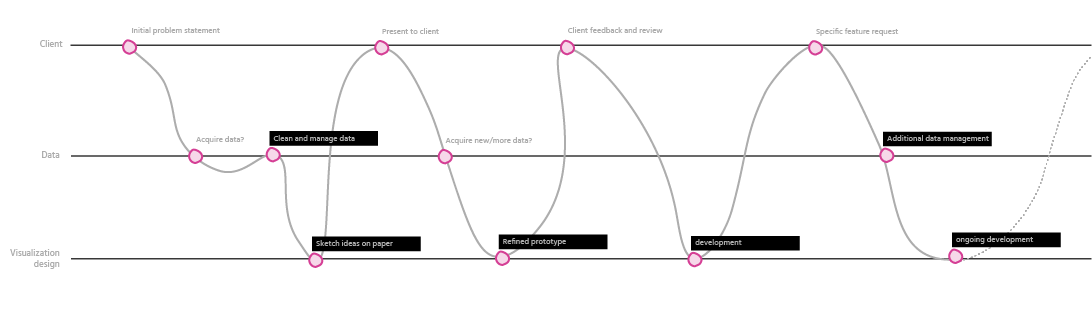 Initial problem statement
Present to client
Client feedback and review
Specific feature request
Client
Acquire data?
Clean and manage data
Acquire new/more data?
Additional data management
Data
Sketch ideas on paper
Refined prototype
development
ongoing development
Visualization
design